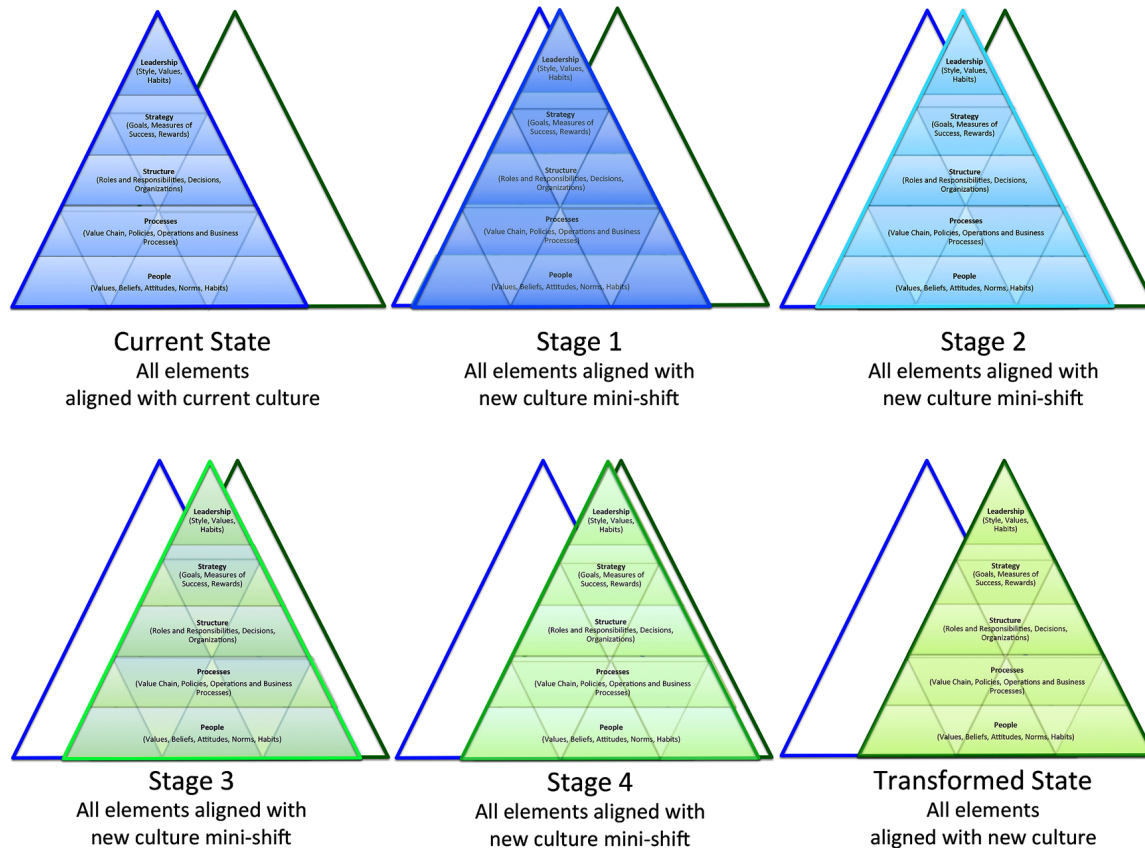 Leadership
(Style, Values,
Habits)
Strategy
(Goals, Measures of
Success, Rewards)
Structure
(Roles and Responsibilities, Decisions,
Organizations)
Processes
(Value Chain, Policies, Operations and Business
Processes)
People
(Values, Beliefs, Attitudes, Norms, Habits)
Current State
All elements
aligned with current culture
Leadership
(Style, Values,
Habits)
Strategy
(Goals, Measures of
Success, Rewards)
Structure
(Roles and Responsibilities, Decisions,
Organizations)
Processes
(Value Chain, Policies, Operations and Business
Processes)
People
(Values, Beliefs, Attitudes, Norms, Habits)
Stage 1
All elements aligned with
new culture mini-shift
Leadership
(Style, Values,
Habits)
Strategy
(Goals, Measures of
Success, Rewards)
Structure
(Roles and Responsibilities, Decisions,
Organizations)
Processes
(Value Chain, Policies, Operations and Business
Processes)
People
(Values, Beliefs, Attitudes, Norms, Habits)
Stage 2
All elements aligned with
new culture mini-shift
Leadership
(Style, Values,
Habits)
Strategy
(Goals, Measures of
Success, Rewards)
Structure
(Roles and Responsibilities, Decisions,
Organizations)
Processes
(Value Chain, Policies, Operations and Business
Processes)
People
(Values, Beliefs, Attitudes, Norms, Habits)
Stage 3
All elements aligned with
new culture mini-shift
Leadership
(Style, Values,
Habits)
Strategy
(Goals, Measures of
Success, Rewards)
Structure
(Roles and Responsibilities, Decisions,
Organizations)
Processes
(Value Chain, Policies, Operations and Business
Processes)
People
(Values, Beliefs, Attitudes, Norms, Habits)
Stage 4
All elements aligned with
new culture mini-shift
Leadership
(Style, Values,
Habits)
Strategy
(Goals, Measures of
Success, Rewards)
Structure
(Roles and Responsibilities, Decisions,
Organizations)
Processes
(Value Chain, Policies, Operations and Business
Processes)
People
(Values, Beliefs, Attitudes, Norms, Habits)
Transformed State
All elements
aligned with new culture